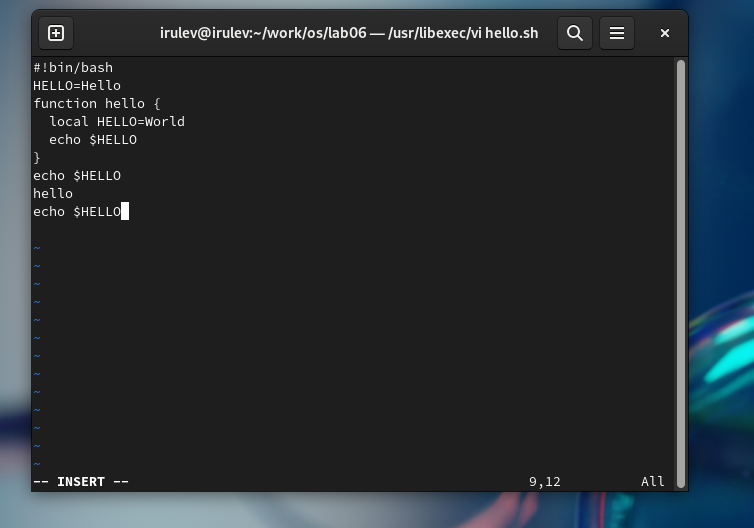 irulev@irulev:~/work/os/lab06 — /usr/libexec/vi hello.sh
#!bin/bash
HELLO=Hello
function hello {
  local HELLO=World
  echo $HELLO
}
echo $HELLO
hello
echo $HELLO
~
~
~
~
~
~
~
~
~
~
~
~
~
-- INSERT -- 9,12 All